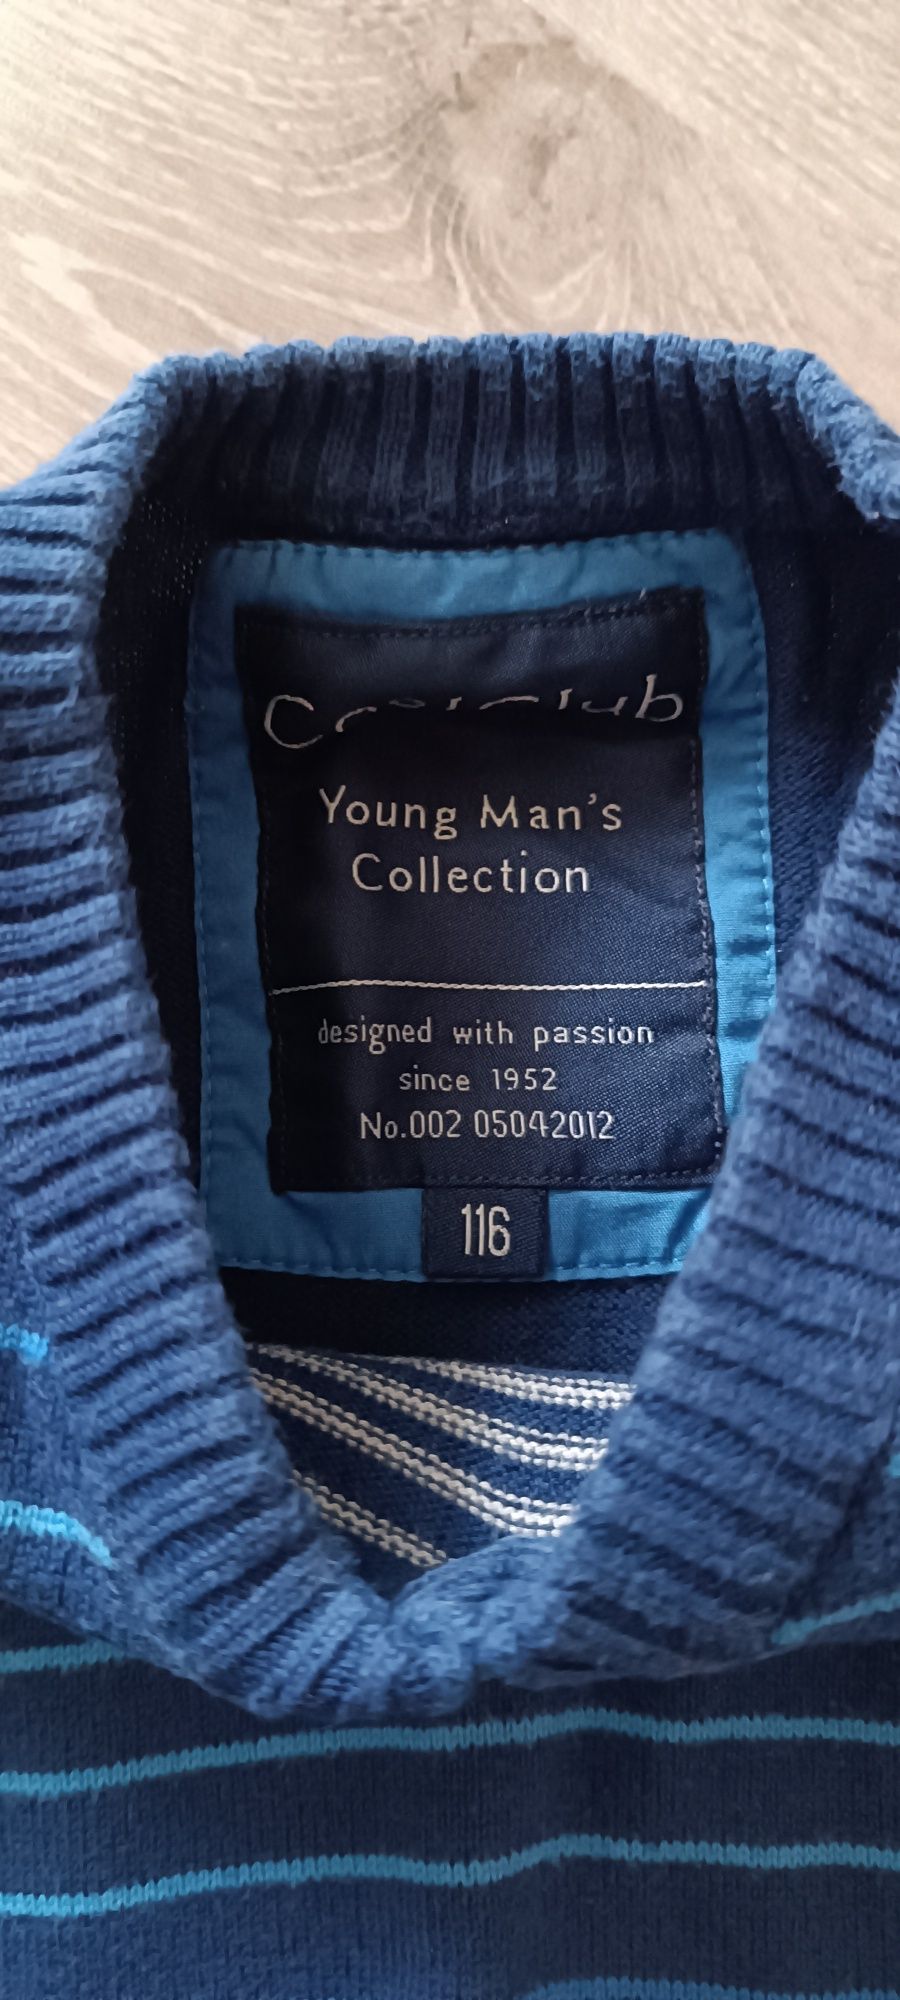 Young Man's
Collection
designed with passion
since 1952
No.002 05042012
116